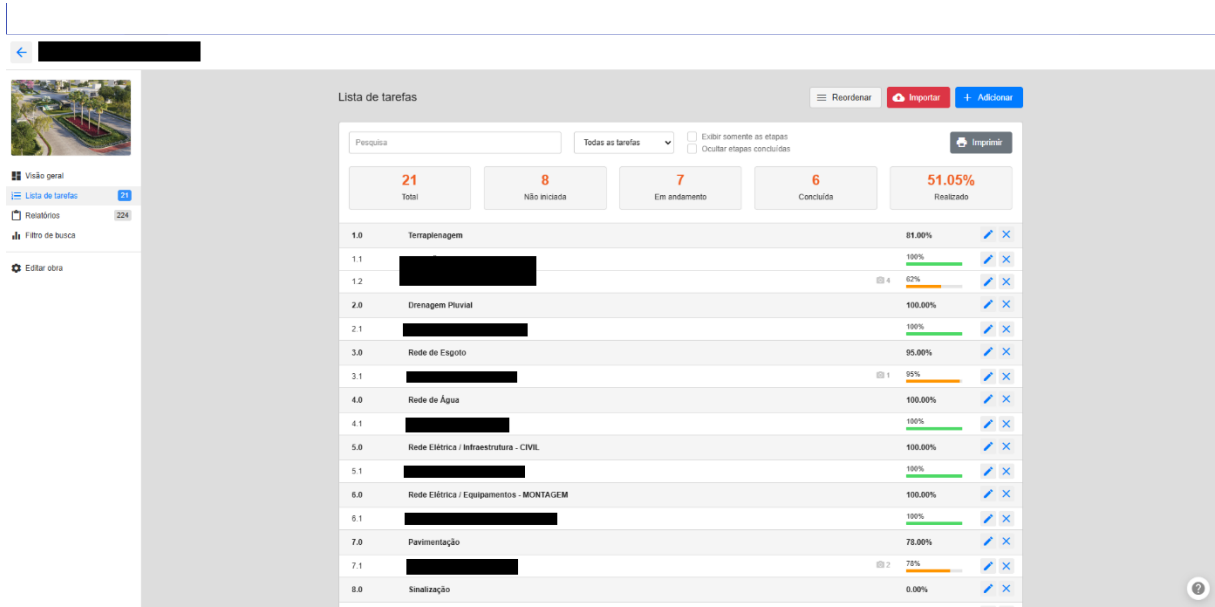 Lista de tarefas
Reordenar
Importar
+ Adicionar
Pesquisa
Todas as tarefas
Exibir somente as etapas
Ocultar etapas concluídas
Imprimir
Visão geral
Lista de tarefas 21
Relatórios 224
Filtro de busca
Editar obra
21 8 7 6 51.05%
Total Não iniciada Em andamento Concluída Realizado
1.0 Terraplenagem 81.00%
1.1 100%
1.2 4 62%
2.0 Drenagem Pluvial 100.00%
2.1 100%
3.0 Rede de Esgoto 95.00%
3.1 1 95%
4.0 Rede de Água 100.00%
4.1 100%
5.0 Rede Elétrica / Infraestrutura - CIVIL 100.00%
5.1 100%
6.0 Rede Elétrica / Equipamentos - MONTAGEM 100.00%
6.1 100%
7.0 Pavimentação 78.00%
7.1 2 78%
8.0 Sinalização 0.00%